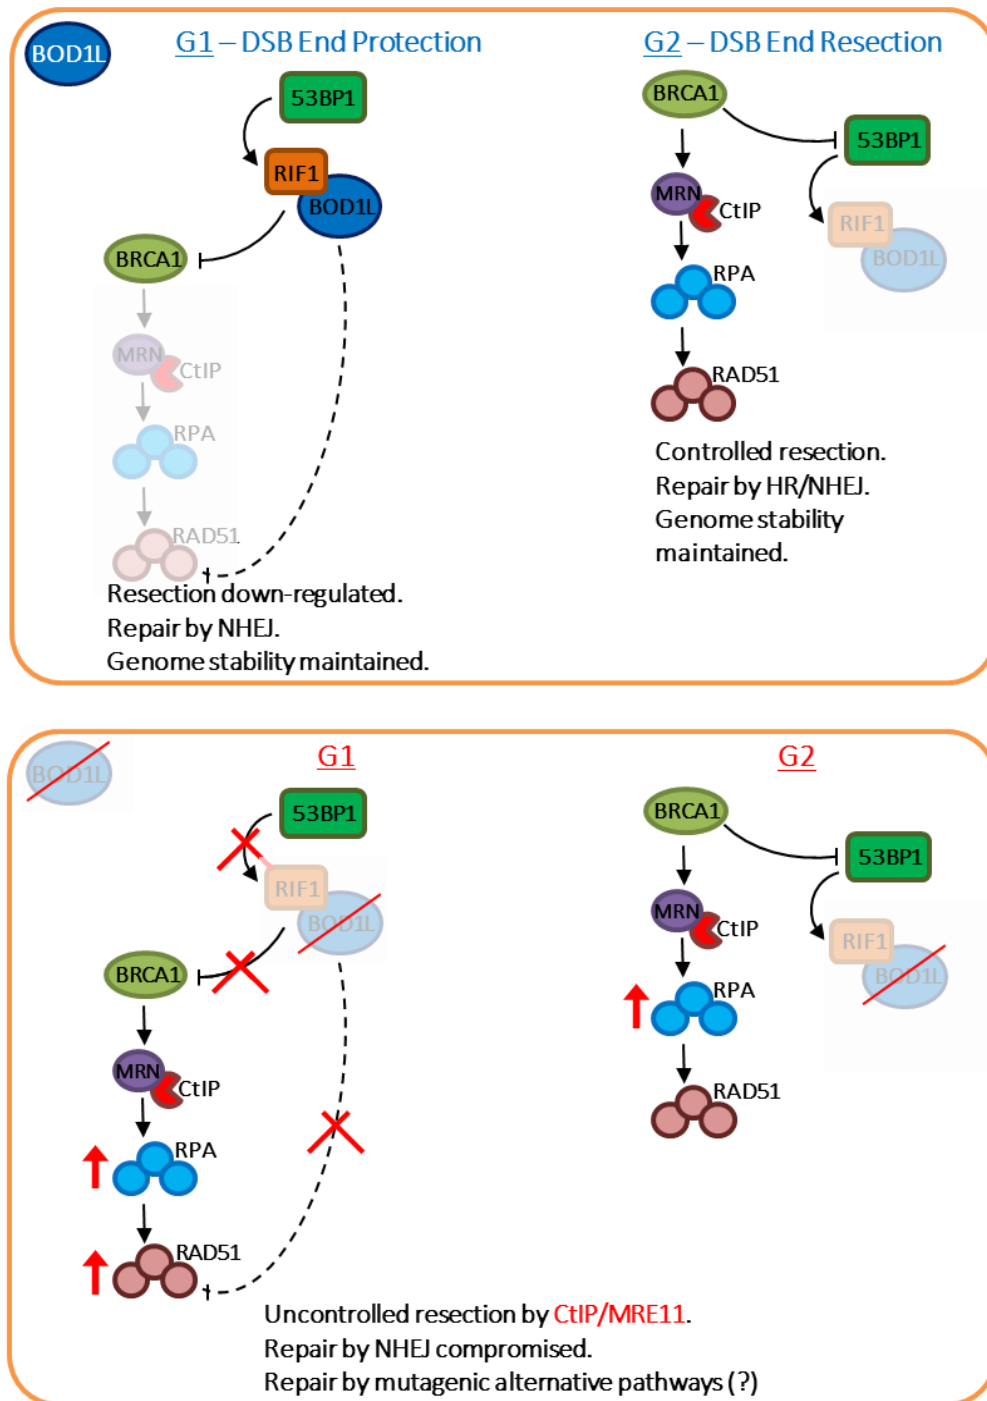 BOD1L
G1 – DSB End Protection
53BP1
RIF1
BOD1L
BRCA1
MRN
CtIP
RPA
RAD51
Resection down-regulated.
Repair by NHEJ.
Genome stability maintained.
G2 – DSB End Resection
BRCA1
53BP1
MRN
CtIP
RIF1
BOD1L
RPA
RAD51
Controlled resection.
Repair by HR/NHEJ.
Genome stability
maintained.
BOD1L
G1
53BP1
RIF1
BOD1L
BRCA1
MRN
CtIP
RPA
RAD51
G2
BRCA1
53BP1
MRN
CtIP
RIF1
BOD1L
RPA
RAD51
Uncontrolled resection by CtIP/MRE11.
Repair by NHEJ compromised.
Repair by mutagenic alternative pathways (?)